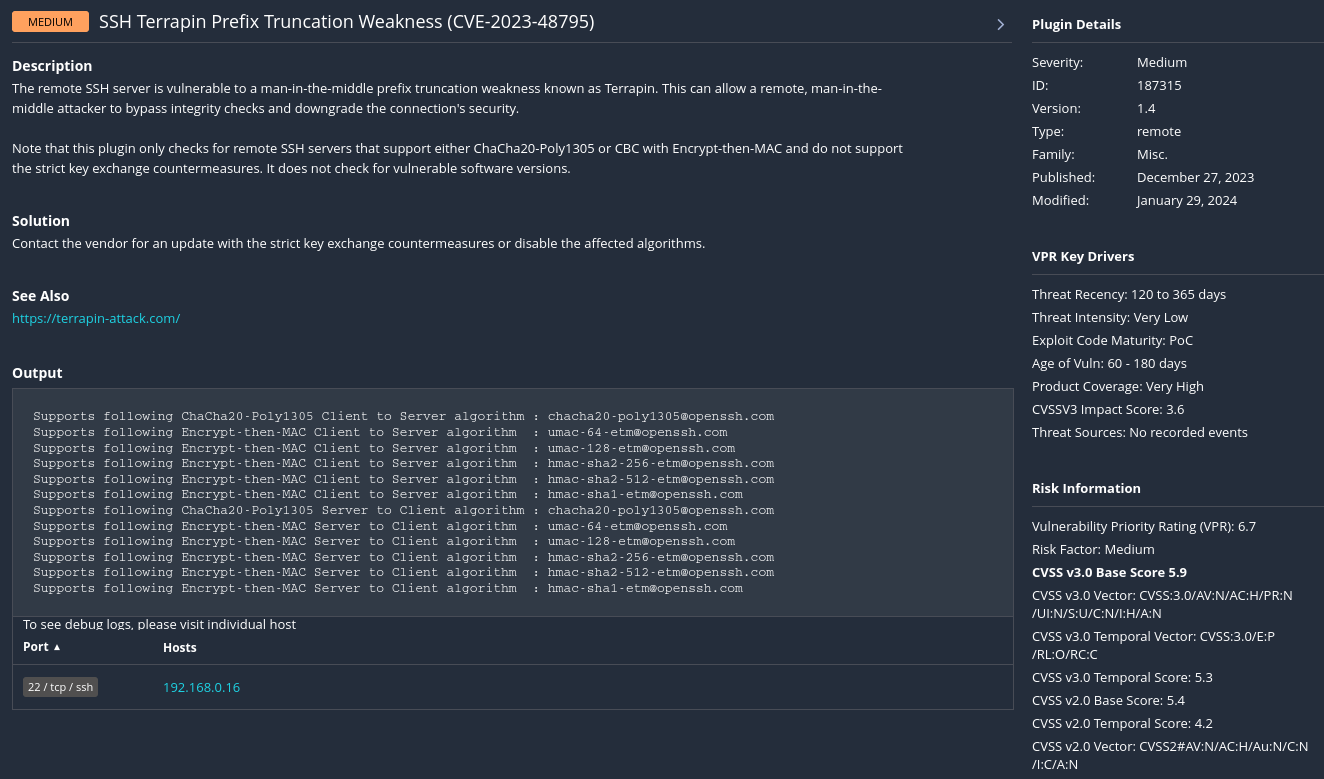 MEDIUM
SSH Terrapin Prefix Truncation Weakness (CVE-2023-48795)
Description
The remote SSH server is vulnerable to a man-in-the-middle prefix truncation weakness known as Terrapin. This can allow a remote, man-in-the-
middle attacker to bypass integrity checks and downgrade the connection's security.
Note that this plugin only checks for remote SSH servers that support either ChaCha20-Poly1305 or CBC with Encrypt-then-MAC and do not support
the strict key exchange countermeasures. It does not check for vulnerable software versions.
Solution
Contact the vendor for an update with the strict key exchange countermeasures or disable the affected algorithms.
See Also
https://terrapin-attack.com/
Output
Supports following ChaCha20-Poly1305 Client to Server algorithm : chacha20-poly1305@openssh.com
Supports following Encrypt-then-MAC Client to Server algorithm  : umac-64-etm@openssh.com
Supports following Encrypt-then-MAC Client to Server algorithm  : umac-128-etm@openssh.com
Supports following Encrypt-then-MAC Client to Server algorithm  : hmac-sha2-256-etm@openssh.com
Supports following Encrypt-then-MAC Client to Server algorithm  : hmac-sha2-512-etm@openssh.com
Supports following Encrypt-then-MAC Client to Server algorithm  : hmac-sha1-etm@openssh.com
Supports following ChaCha20-Poly1305 Server to Client algorithm : chacha20-poly1305@openssh.com
Supports following Encrypt-then-MAC Server to Client algorithm  : umac-64-etm@openssh.com
Supports following Encrypt-then-MAC Server to Client algorithm  : umac-128-etm@openssh.com
Supports following Encrypt-then-MAC Server to Client algorithm  : hmac-sha2-256-etm@openssh.com
Supports following Encrypt-then-MAC Server to Client algorithm  : hmac-sha2-512-etm@openssh.com
Supports following Encrypt-then-MAC Server to Client algorithm  : hmac-sha1-etm@openssh.com
To see debug logs, please visit individual host
Port ▲ Hosts
22 / tcp / ssh 192.168.0.16
Plugin Details
Severity: Medium
ID: 187315
Version: 1.4
Type: remote
Family: Misc.
Published: December 27, 2023
Modified: January 29, 2024
VPR Key Drivers
Threat Recency: 120 to 365 days
Threat Intensity: Very Low
Exploit Code Maturity: PoC
Age of Vuln: 60 - 180 days
Product Coverage: Very High
CVSSV3 Impact Score: 3.6
Threat Sources: No recorded events
Risk Information
Vulnerability Priority Rating (VPR): 6.7
Risk Factor: Medium
CVSS v3.0 Base Score 5.9
CVSS v3.0 Vector: CVSS:3.0/AV:N/AC:H/PR:N
/UI:N/S:U/C:N/I:H/A:N
CVSS v3.0 Temporal Vector: CVSS:3.0/E:P
/RL:O/RC:C
CVSS v3.0 Temporal Score: 5.3
CVSS v2.0 Base Score: 5.4
CVSS v2.0 Temporal Score: 4.2
CVSS v2.0 Vector: CVSS2#AV:N/AC:H/Au:N/C:N
/I:C/A:N